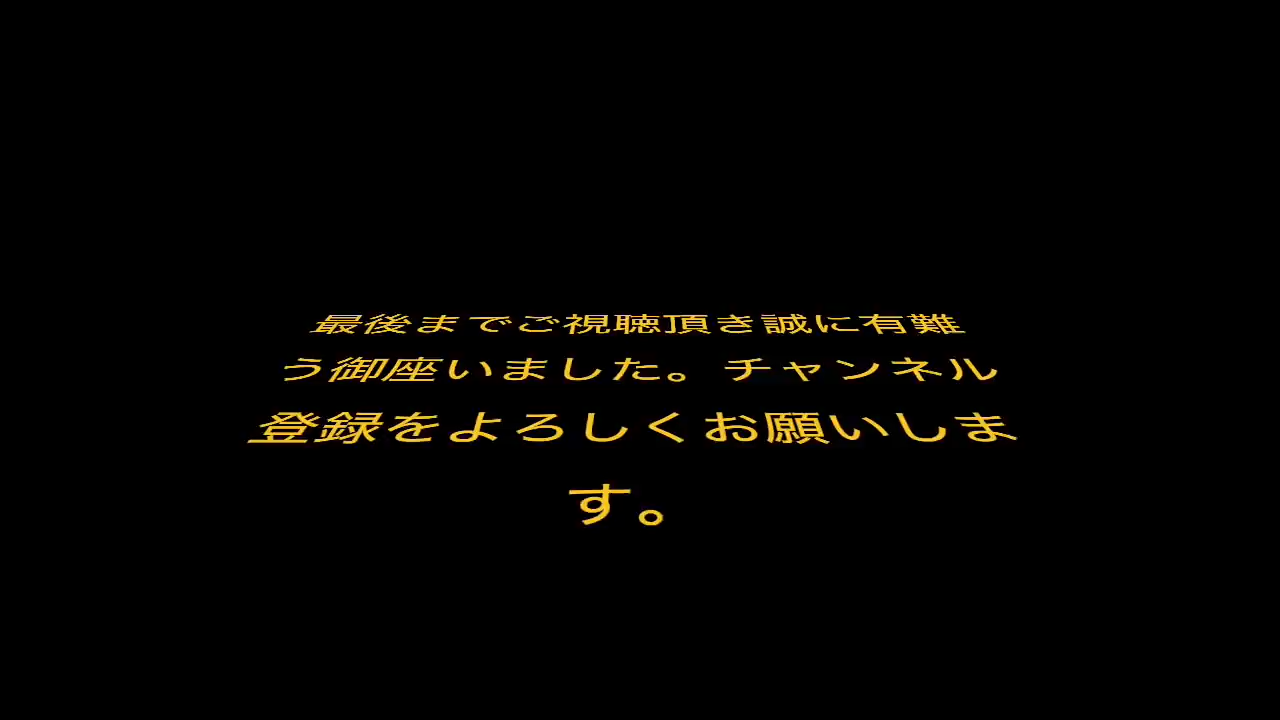 最後までご視聴頂き誠に有難
う御座いました。チャンネル
登録をよろしくお願いしま
す。